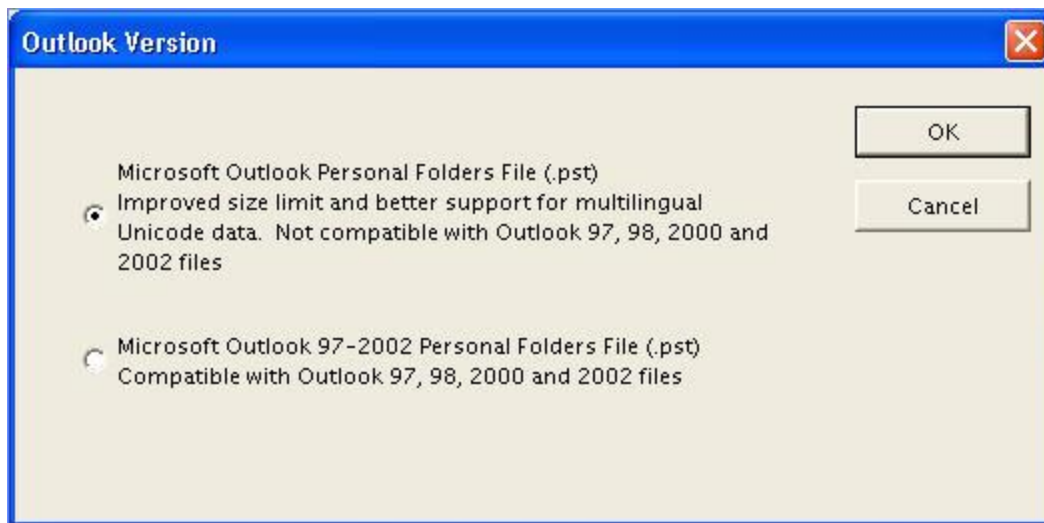 Outlook Version
OK
Microsoft Outlook Personal Folders File (.pst)
Improved size limit and better support for multilingual
Unicode data.  Not compatible with Outlook 97, 98, 2000 and
2002 files
Cancel
Microsoft Outlook 97-2002 Personal Folders File (.pst)
Compatible with Outlook 97, 98, 2000 and 2002 files